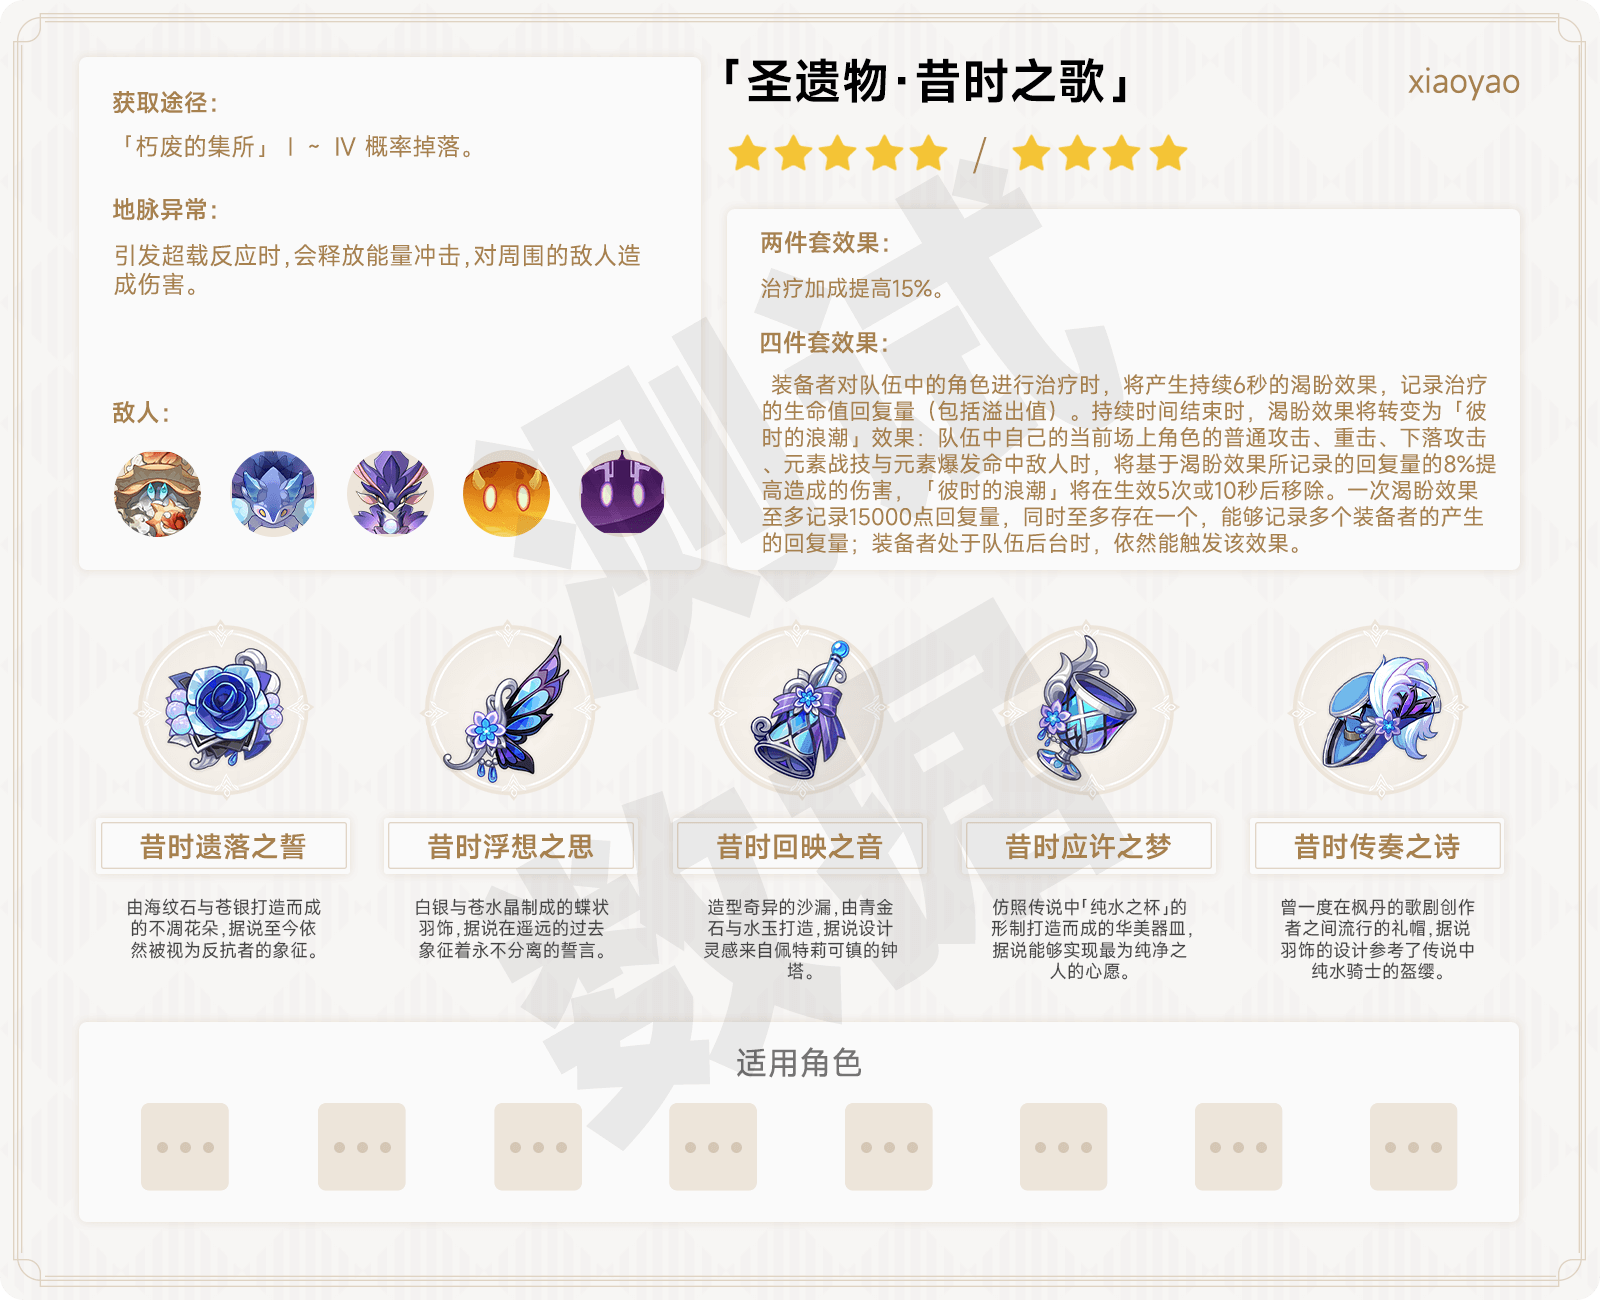 「圣遗物·昔时之歌」
xiaoyao
获取途径：
「朽废的集所」Ⅰ ~ Ⅳ 概率掉落。
地脉异常：
引发超载反应时,会释放能量冲击,对周围的敌人造
成伤害。
敌人：
两件套效果：
治疗加成提高15%。
四件套效果：
装备者对队伍中的角色进行治疗时，将产生持续6秒的渴盼效果，记录治疗
的生命值回复量（包括溢出值）。持续时间结束时，渴盼效果将转变为「彼
时的浪潮」效果：队伍中自己的当前场上角色的普通攻击、重击、下落攻击
、元素战技与元素爆发命中敌人时，将基于渴盼效果所记录的回复量的8%提
高造成的伤害，「彼时的浪潮」将在生效5次或10秒后移除。一次渴盼效果
至多记录15000点回复量，同时至多存在一个，能够记录多个装备者的产生
的回复量；装备者处于队伍后台时，依然能触发该效果。
昔时遗落之誓
由海纹石与苍银打造而成
的不凋花朵,据说至今依
然被视为反抗者的象征。
昔时浮想之思
白银与苍水晶制成的蝶状
羽饰,据说在遥远的过去
象征着永不分离的誓言。
昔时回映之音
造型奇异的沙漏,由青金
石与水玉打造,据说设计
灵感来自佩特莉可镇的钟
塔。
昔时应许之梦
仿照传说中「纯水之杯」的
形制打造而成的华美器皿,
据说能够实现最为纯净之
人的心愿。
昔时传奏之诗
曾一度在枫丹的歌剧创作
者之间流行的礼帽,据说
羽饰的设计参考了传说中
纯水骑士的盔缨。
适用角色
测试
数据